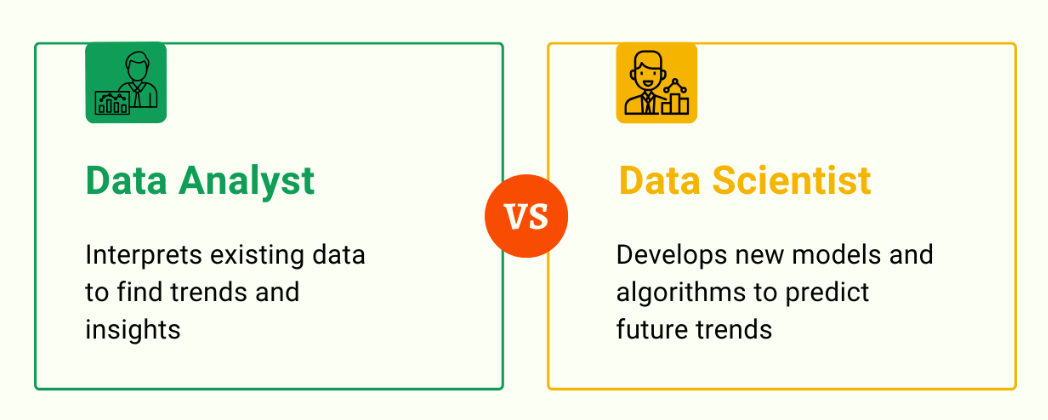 Data Analyst
Interprets existing data
to find trends and
insights
VS
Data Scientist
Develops new models and
algorithms to predict
future trends